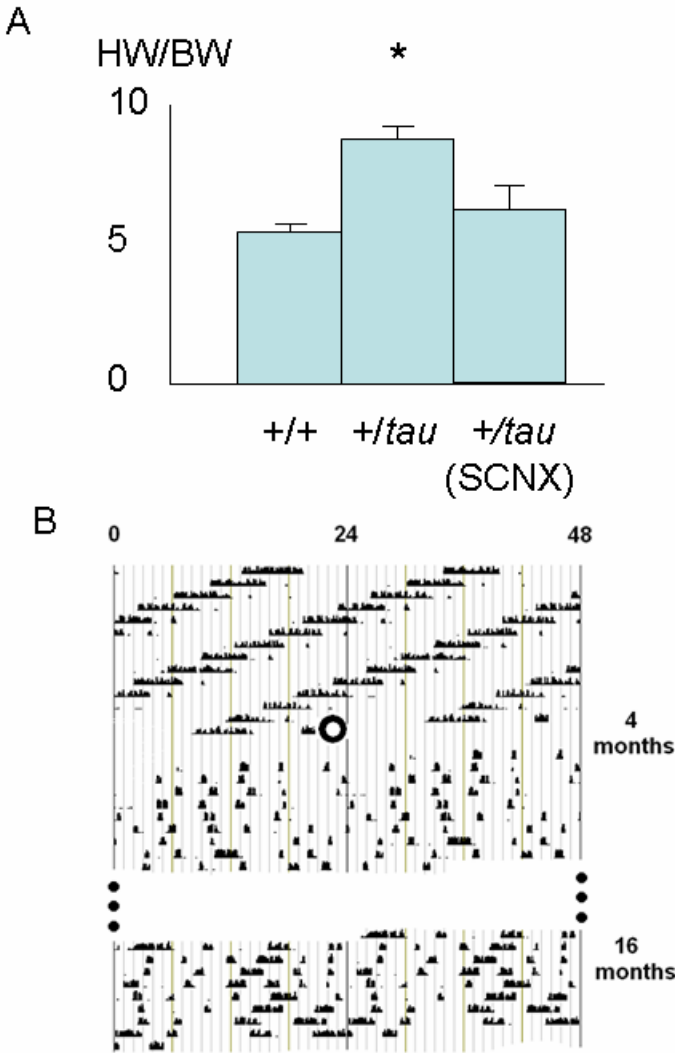 A
HW/BW *
10
5
0
+/+ +/tau +/tau
(SCNX)
B
0 24 48
4
months
16
months